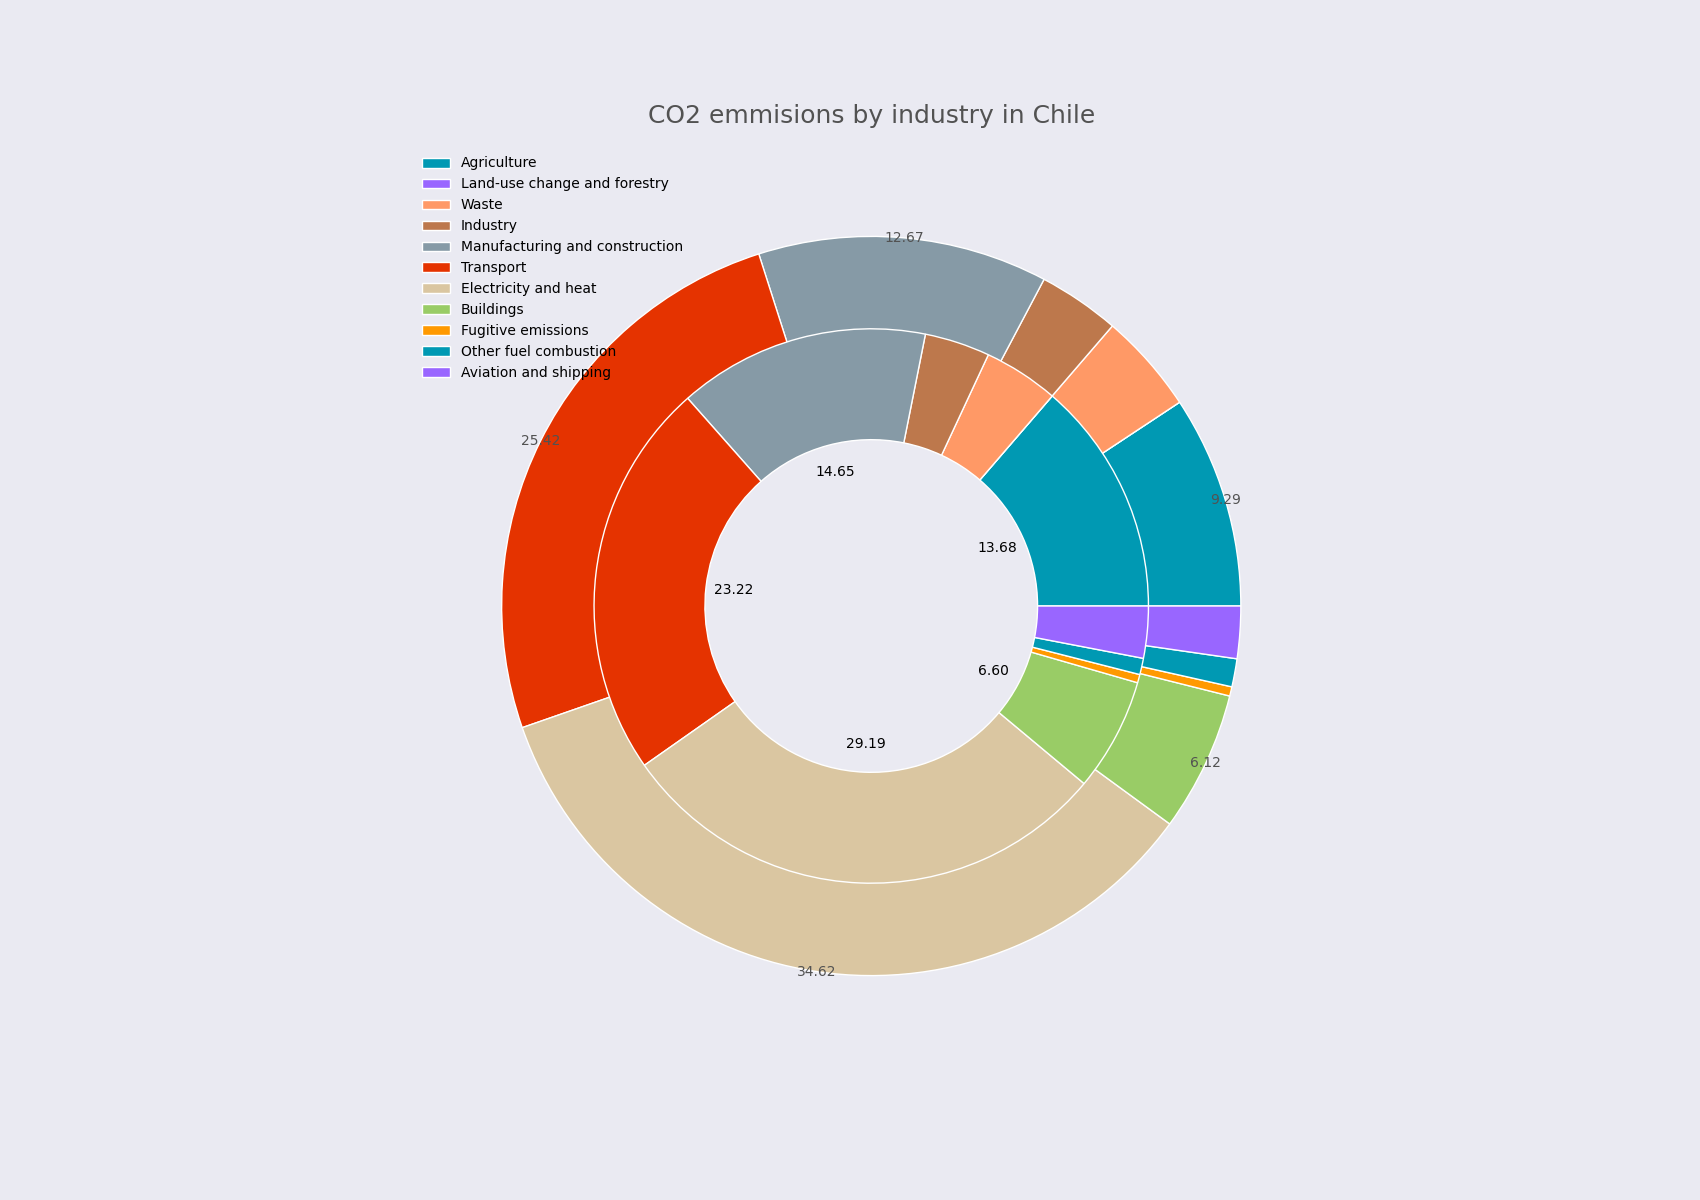 CO2 emmisions by industry in Chile
Agriculture
Land-use change and forestry
Waste
Industry
Manufacturing and construction
Transport
Electricity and heat
Buildings
Fugitive emissions
Other fuel combustion
Aviation and shipping
12.67
25.42
9.29
14.65
13.68
23.22
6.60
29.19
6.12
34.62